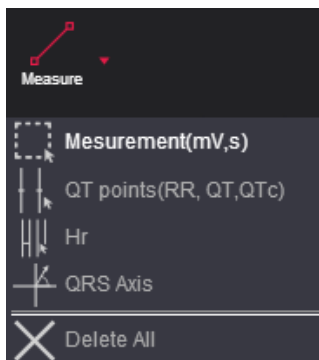 Measure
Mesurement(mV,s)
QT points(RR, QT,QTc)
Hr
QRS Axis
Delete All